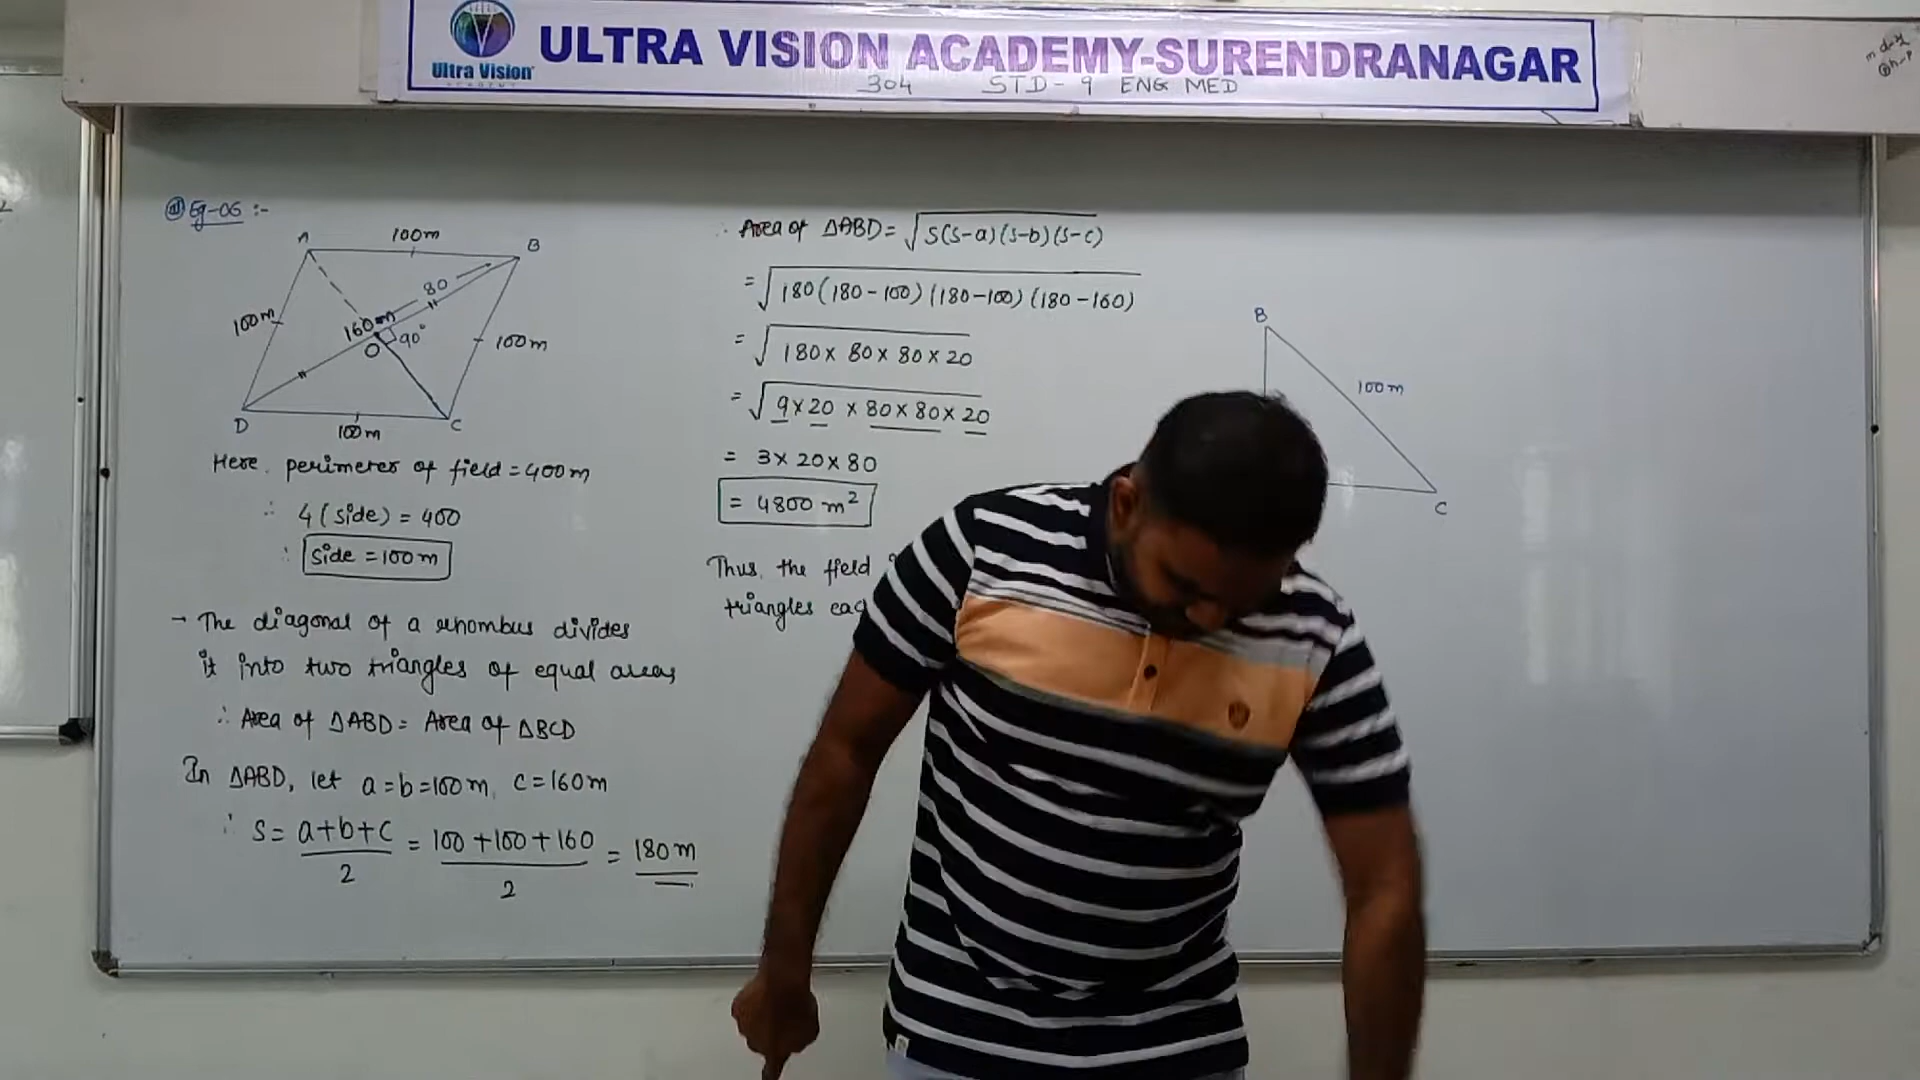 Ultra Vision
ULTRA VISION ACADEMY-SURENDRANAGAR
304 STD-9 ENG MED
Eg-06 :-
A
100m
B
80
100m
160m
90°
O
100m
D
100m
C
Here, perimeter of field = 400m
∴ 4(side) = 400
∴ side = 100m
→ The diagonal of a rhombus divides
it into two triangles of equal areas
∴ Area of ΔABD = Area of ΔBCD
In ΔABD, let a=b=100m, c=160m
∴ S = a+b+c/2 = 100+100+160/2 = 180m
∴ Area of ΔABD = √S(S-a)(S-b)(S-c)
= √180(180-100)(180-100)(180-160)
= √180 × 80 × 80 × 20
= √9×20 × 80×80×20
= 3×20×80
= 4800 m²
Thus, the field
triangles
B
100m
C